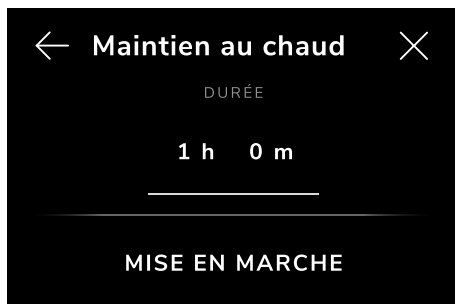 Maintien au chaud
DURÉE
1 h 0 m
MISE EN MARCHE